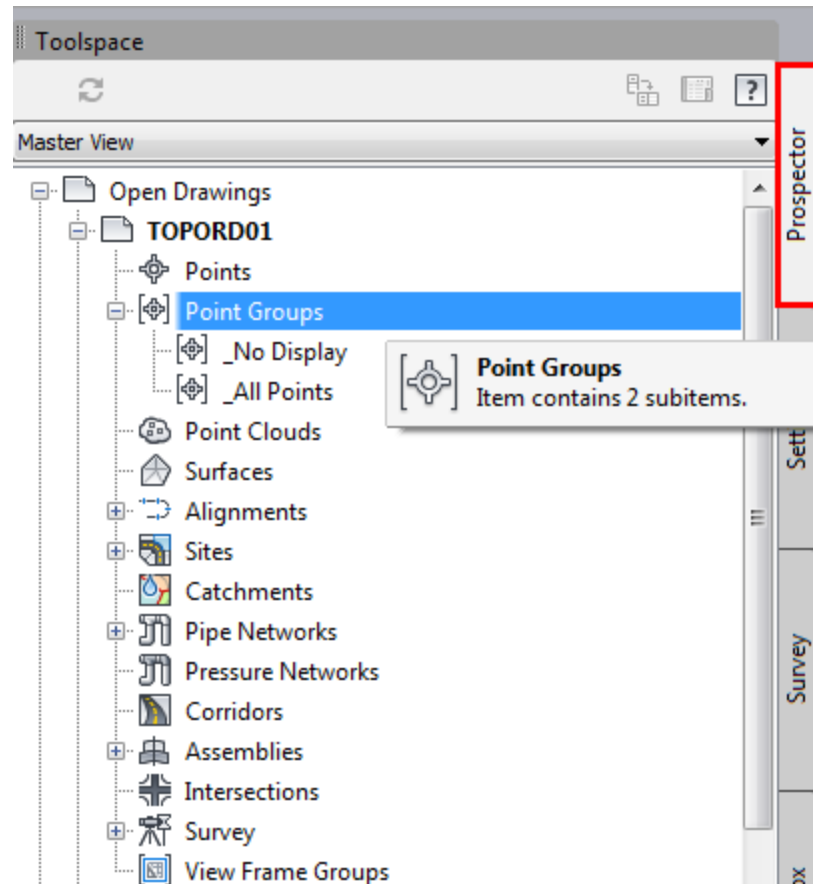 Toolspace
?
Master View
Open Drawings
TOPORD01
Points
Point Groups
_No Display
_All Points
Point Groups
Item contains 2 subitems.
Point Clouds
Surfaces
Alignments
Sites
Catchments
Pipe Networks
Pressure Networks
Corridors
Assemblies
Intersections
Survey
View Frame Groups
Prospector
Sett
Survey
ox